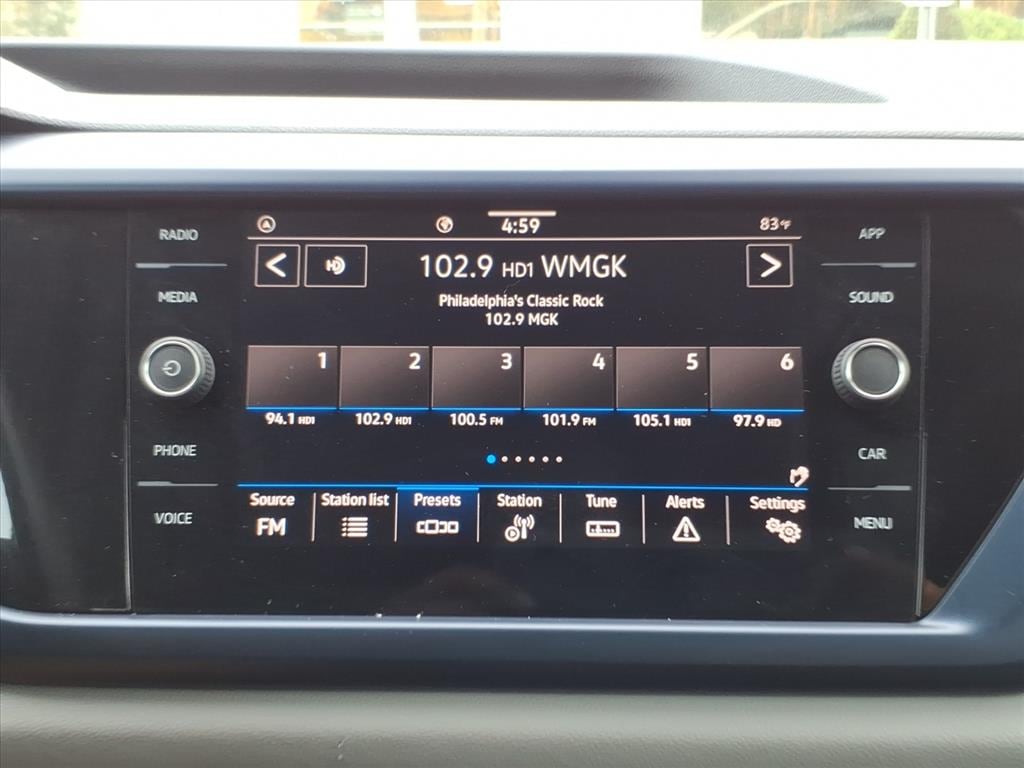 RADIO
MEDIA
PHONE
VOICE
4:59
83°F
HD
102.9 HD1 WMGK
Philadelphia's Classic Rock
102.9 MGK
1 2 3 4 5 6
94.1 HD1 102.9 HD1 100.5 FM 101.9 FM 105.1 HD1 97.9 HD
Source Station list Presets Station Tune Alerts Settings
FM
APP
SOUND
CAR
MENU